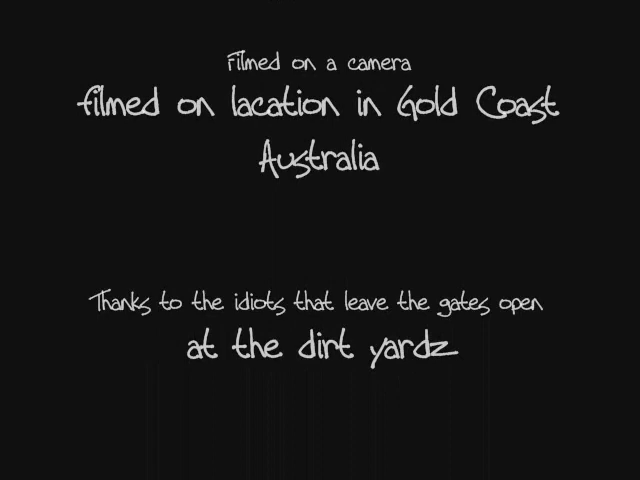 Filmed on a camera
filmed on lacation in Gold Coast
Australia
Thanks to the idiots that leave the gates open
at the dirt yardz